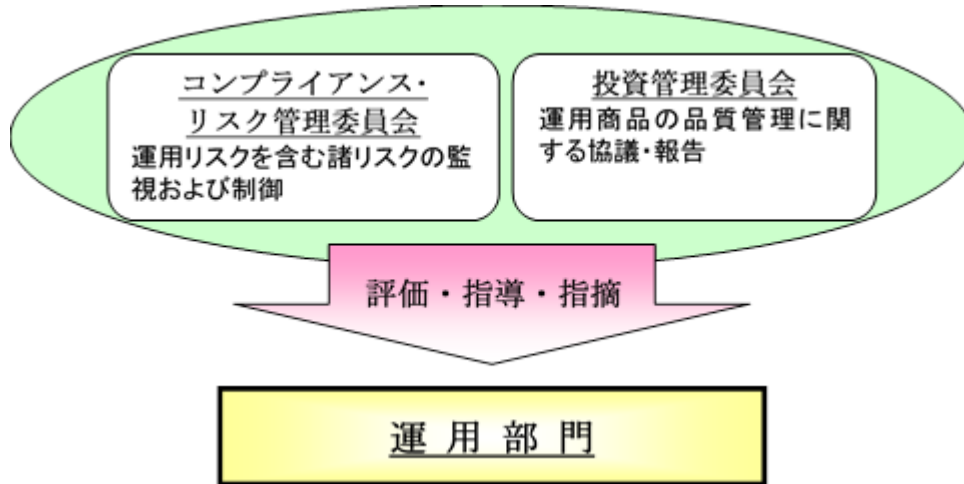 コンプライアンス・
リスク管理委員会
運用リスクを含む諸リスクの監
視および制御
投資管理委員会
運用商品の品質管理に関
する協議・報告
評価・指導・指摘
運用部門